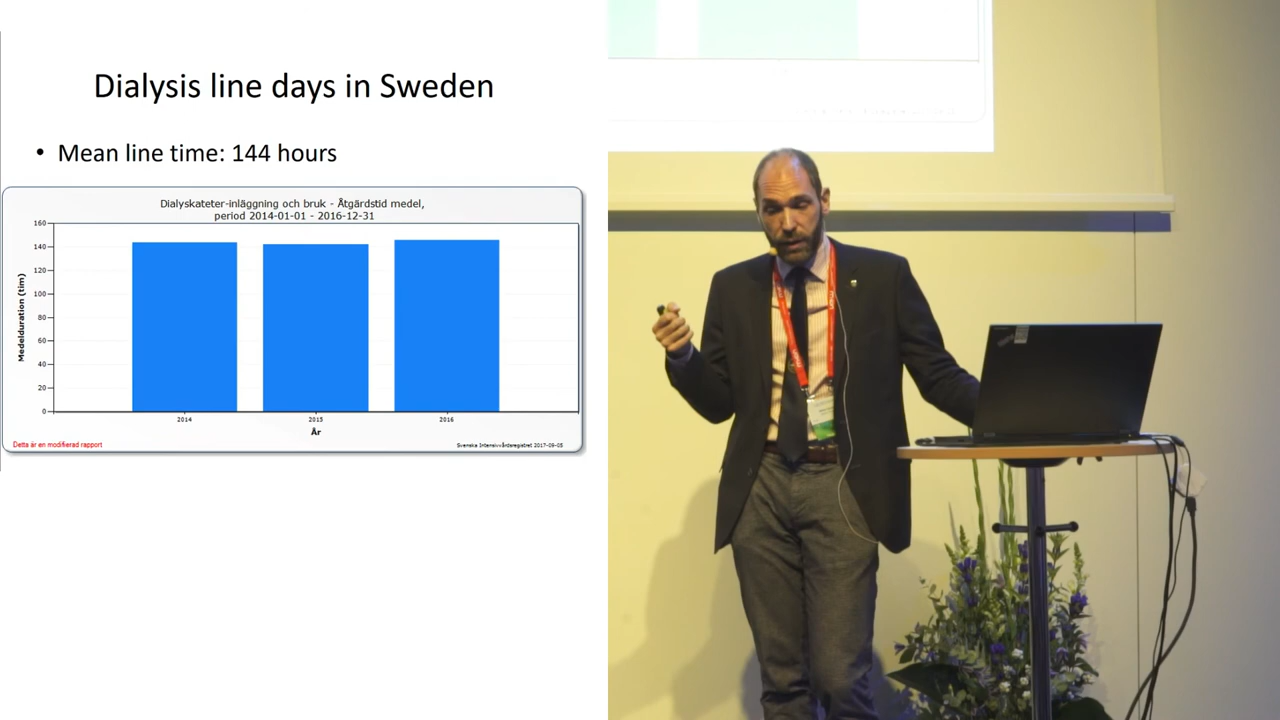 Dialysis line days in Sweden
• Mean line time: 144 hours
Dialyskateter-inläggning och bruk - Åtgärdstid medel,
period 2014-01-01 - 2016-12-31
Medelduration (tim)
160
140
120
100
80
60
40
20
0
2014
2015
2016
År
Detta är en modifierad rapport
Svenska Intensivvårdsregistret 2017-09-05